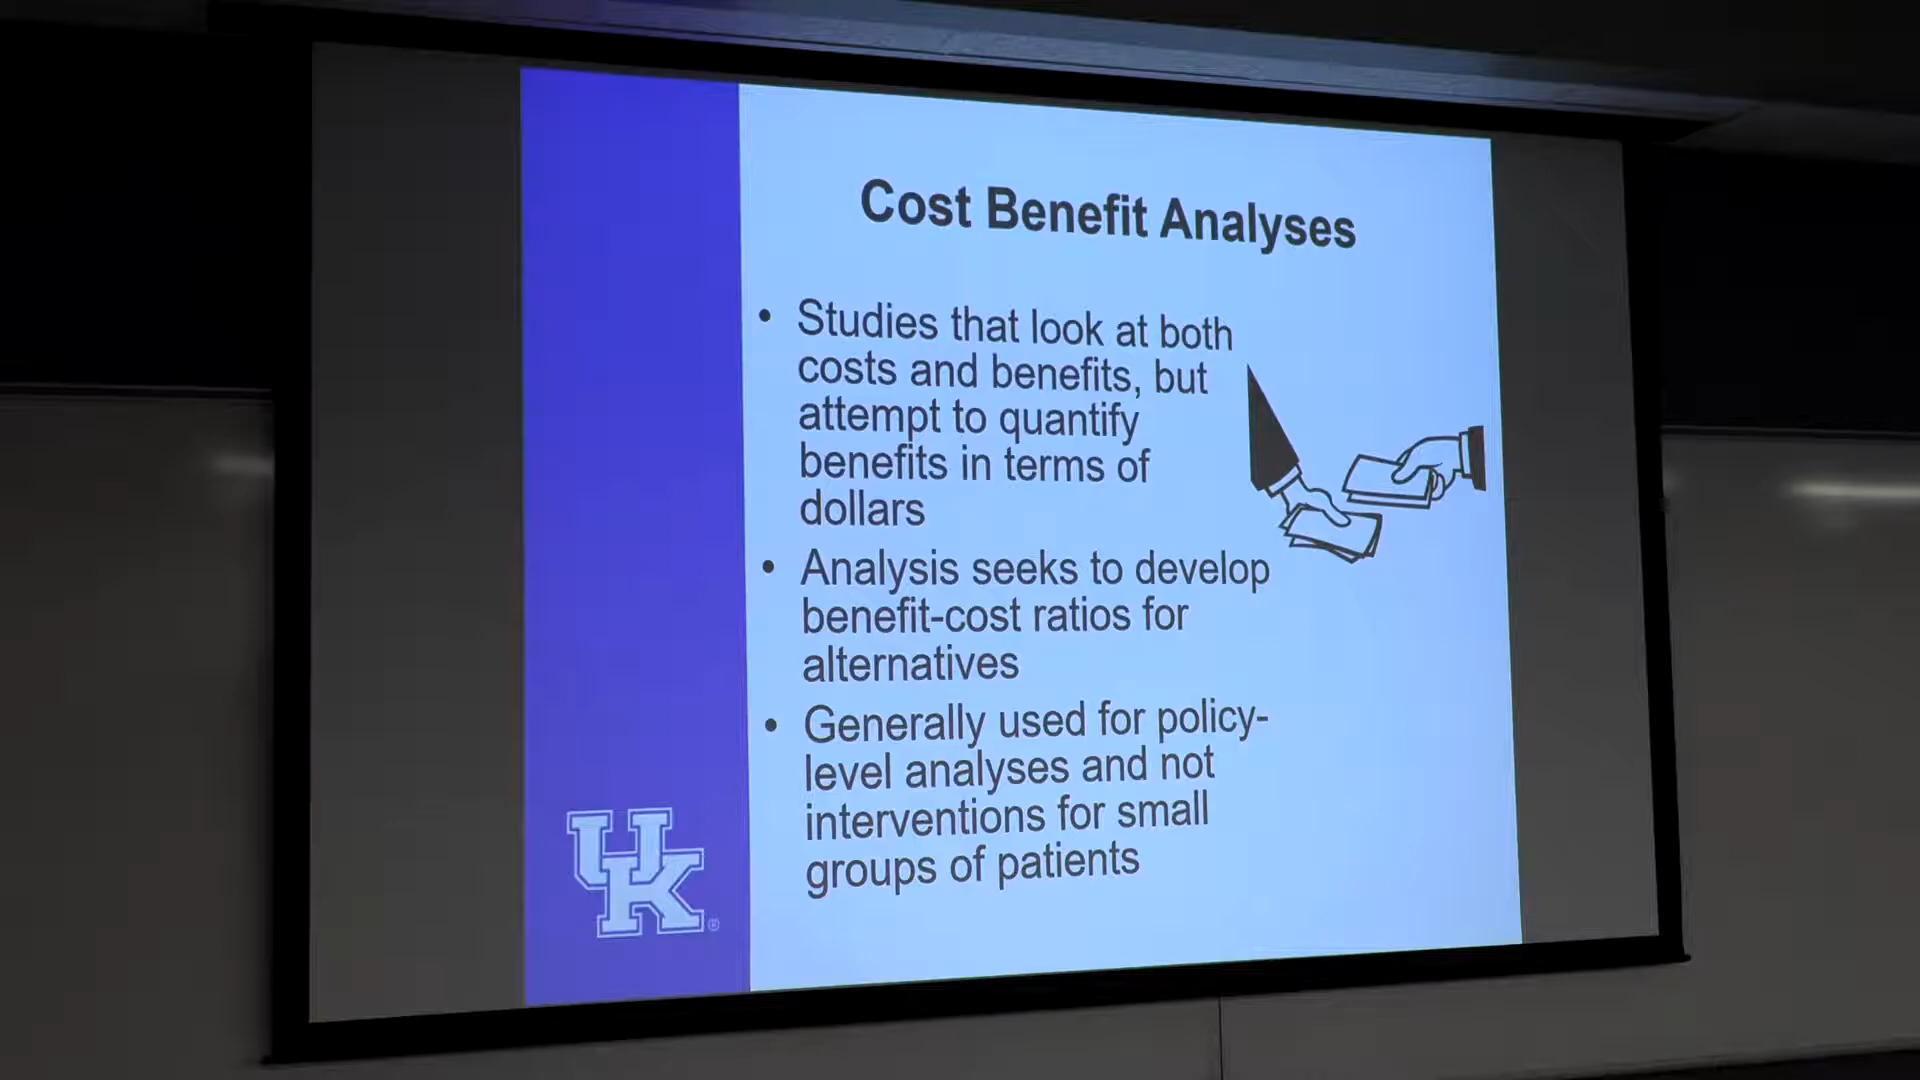 Cost Benefit Analyses
• Studies that look at both
costs and benefits, but
attempt to quantify
benefits in terms of
dollars
• Analysis seeks to develop
benefit-cost ratios for
alternatives
• Generally used for policy-
level analyses and not
interventions for small
groups of patients
UK®